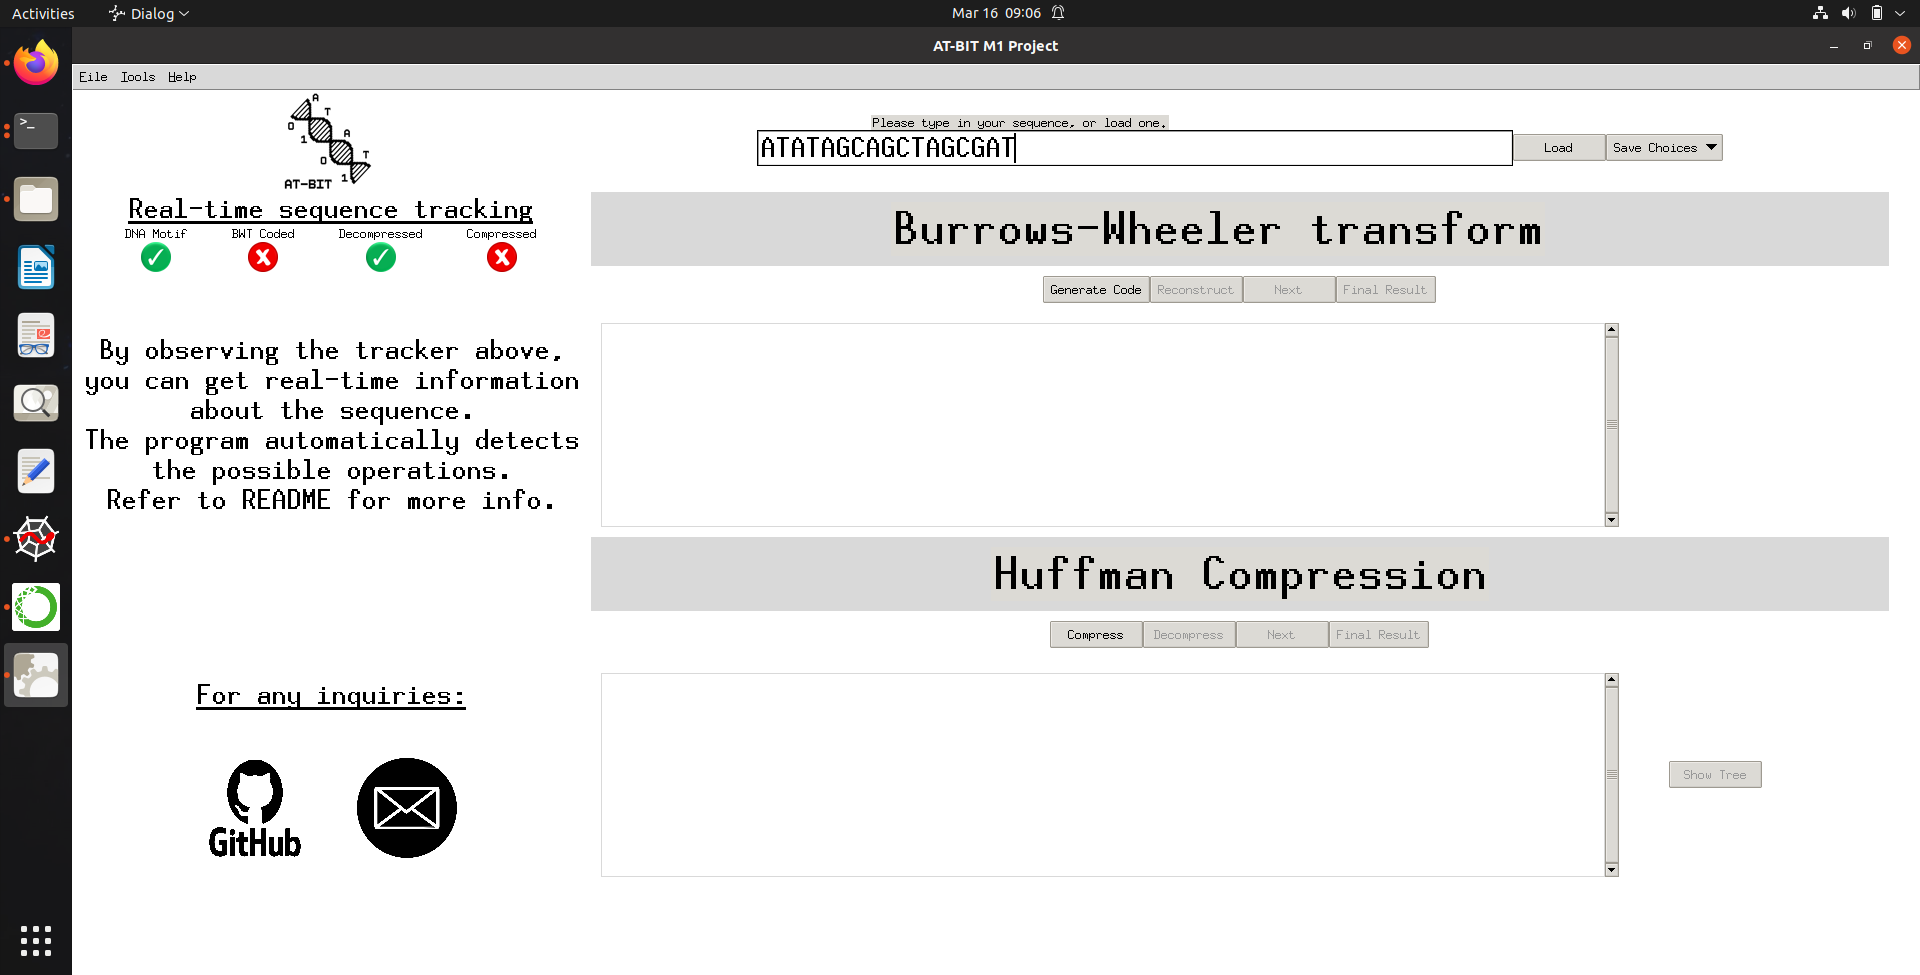 Activities
Dialog
Mar 16 09:06
AT-BIT M1 Project
Eile Tools Help
A
T
0
1
A
0
T
1
AT-BIT
Please type in your sequence, or load one.
ATATAGCAGCTAGCGAT
Load
Save Choices
Real-time sequence tracking
DNA Motif BWT Coded Decompressed Compressed
Burrows-Wheeler transform
Generate Code Reconstruct Next Final Result
By observing the tracker above,
you can get real-time information
about the sequence.
The program automatically detects
the possible operations.
Refer to README for more info.
Huffman Compression
Compress Decompress Next Final Result
For any inquiries:
GitHub
Show Tree